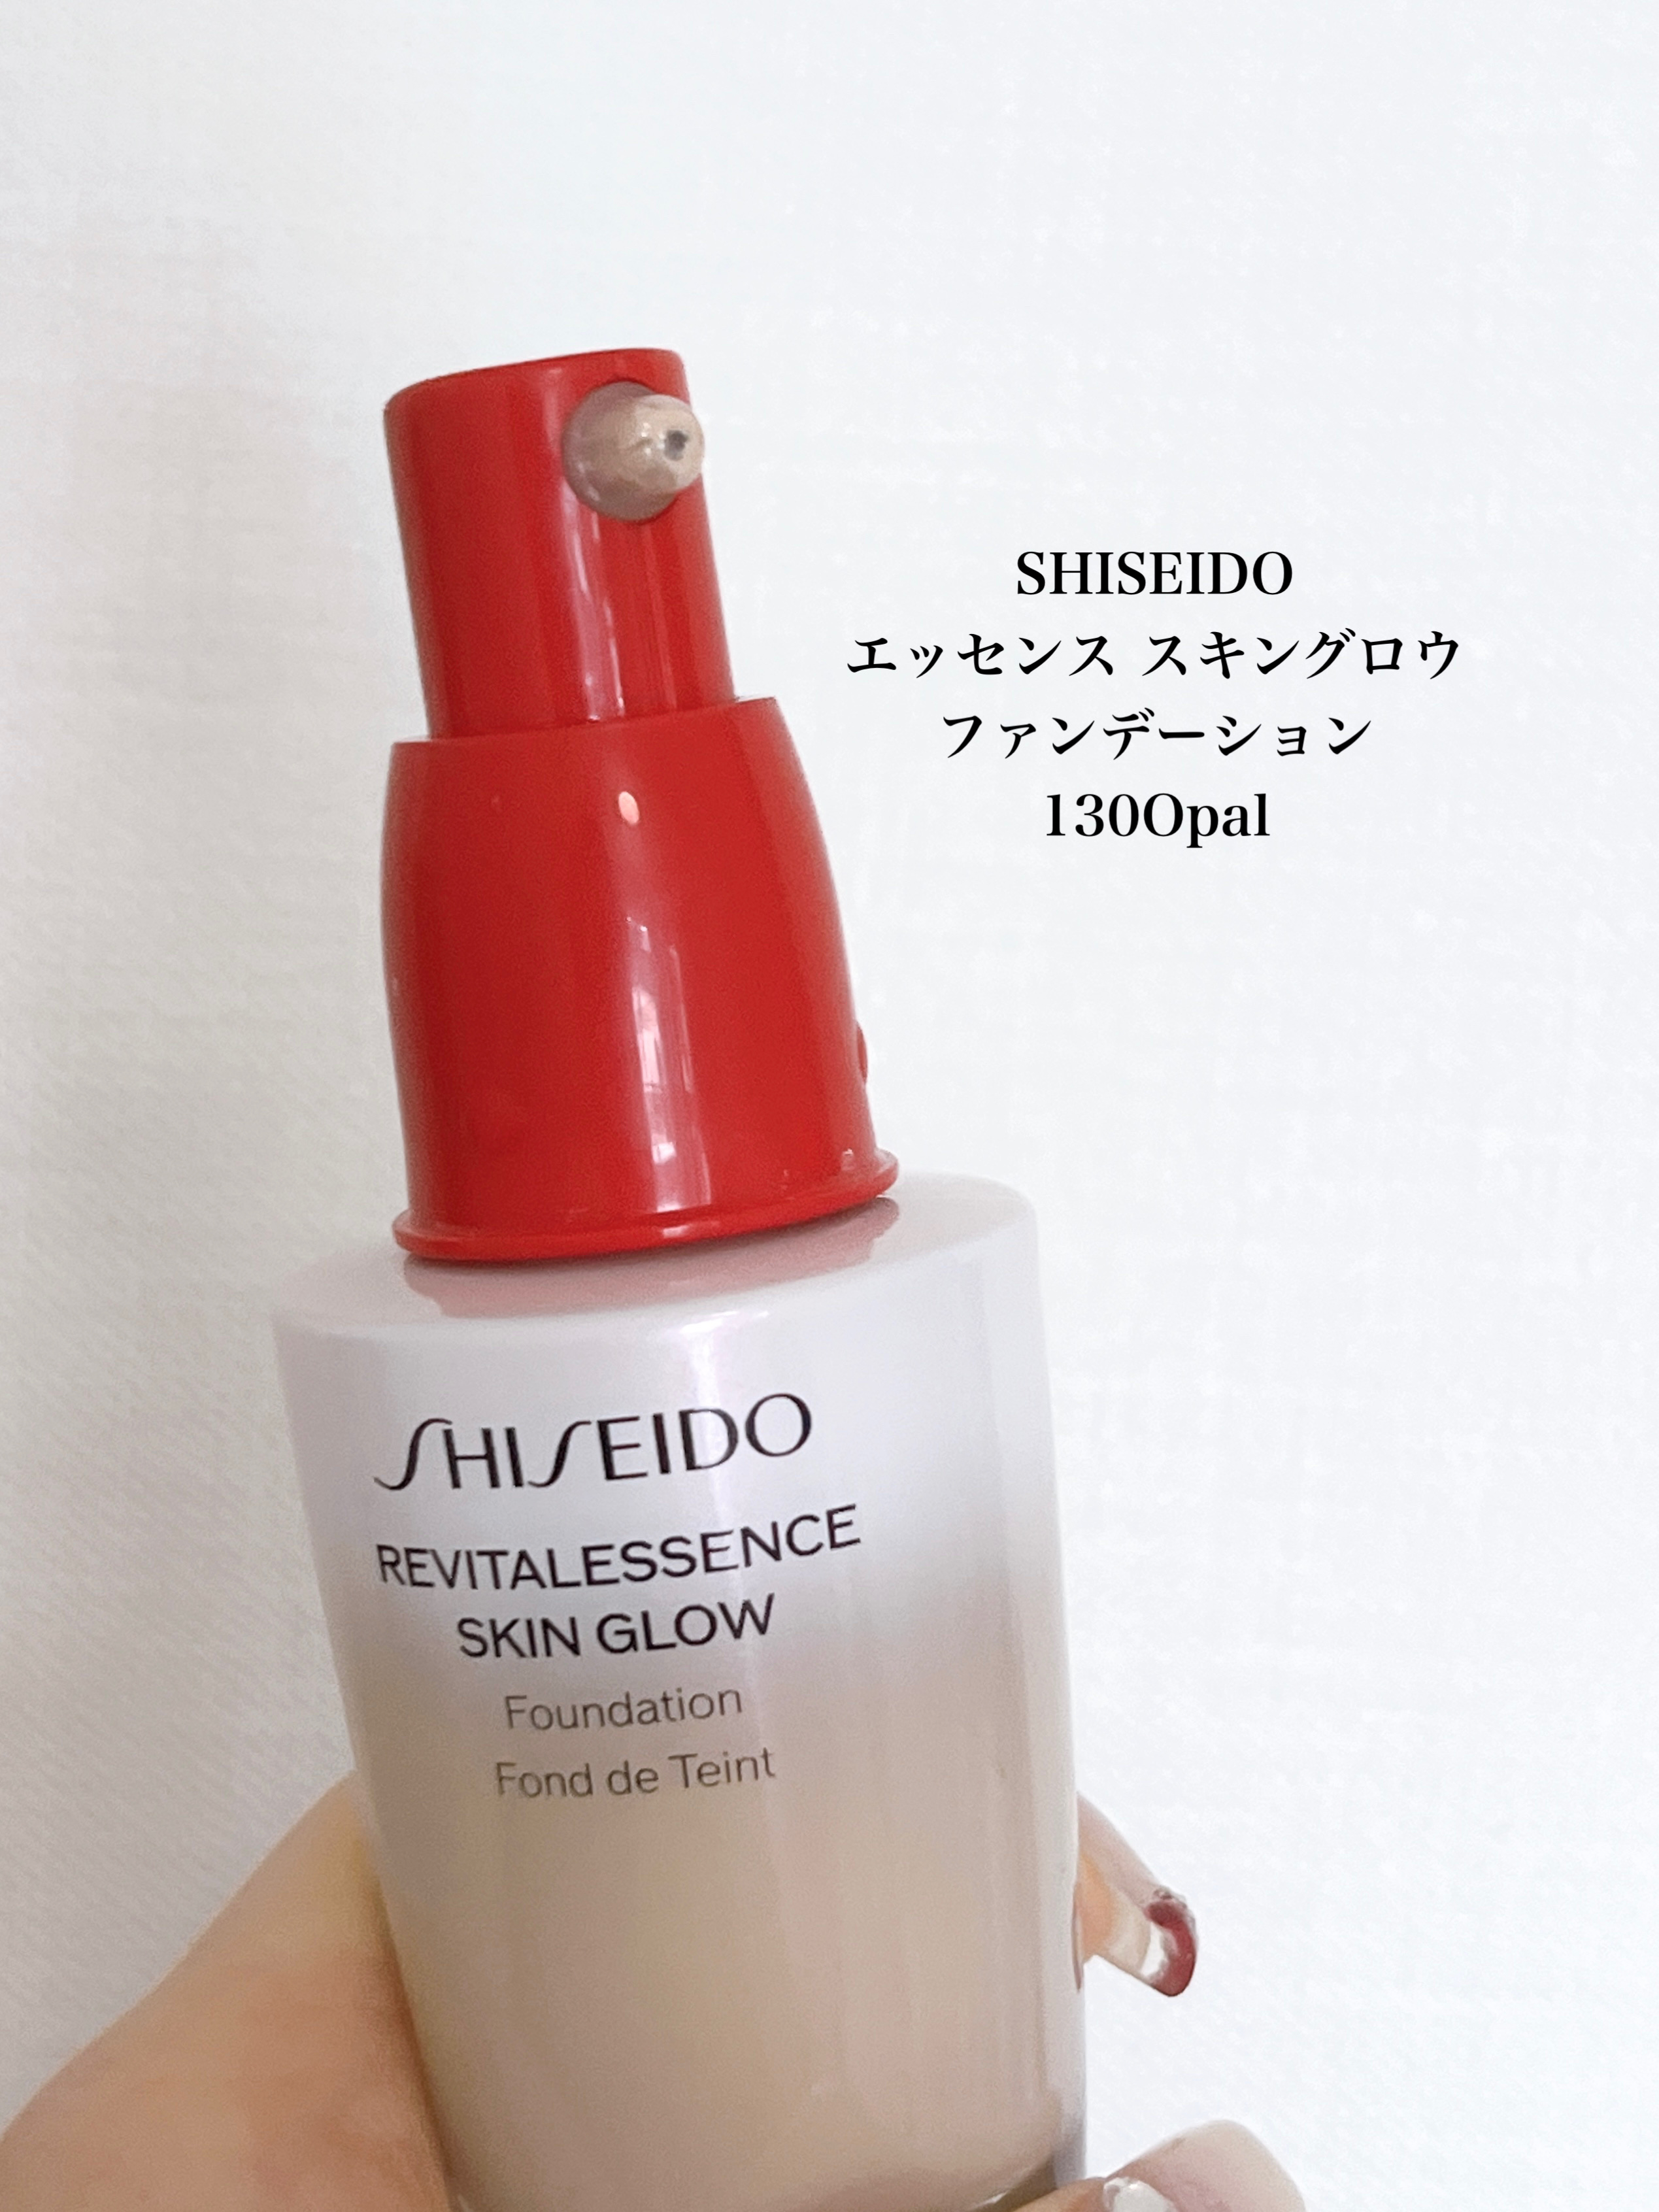 SHISEIDO
エッセンス スキングロウ
ファンデーション
130Opal
SHISEIDO
REVITALESSENCE
SKIN GLOW
Foundation
Fond de Teint